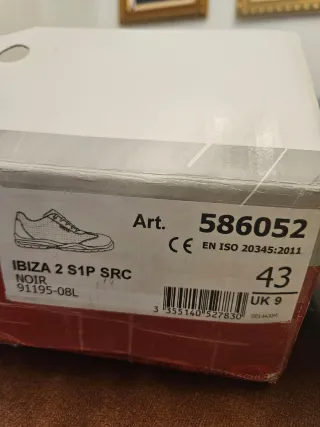 Art. 586052
CE EN ISO 20345:2011
IBIZA 2 S1P SRC
NOIR
91195-08L
43
UK 9
3 355140 527830